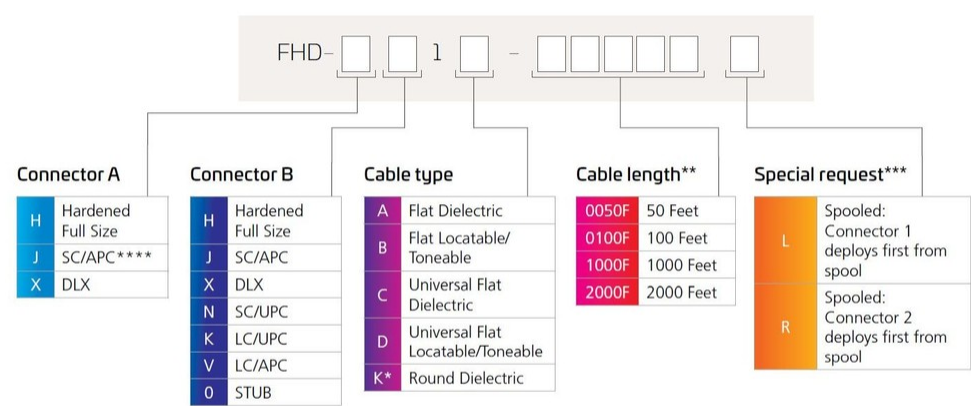 FHD- 1 -
Connector A
H Hardened
Full Size
J SC/APC****
X DLX
Connector B
H Hardened
Full Size
J SC/APC
X DLX
N SC/UPC
K LC/UPC
V LC/APC
0 STUB
Cable type
A Flat Dielectric
B Flat Locatable/
Toneable
C Universal Flat
Dielectric
D Universal Flat
Locatable/Toneable
K* Round Dielectric
Cable length**
0050F 50 Feet
0100F 100 Feet
1000F 1000 Feet
2000F 2000 Feet
Special request***
L Spooled:
Connector 1
deploys first from
spool
R Spooled:
Connector 2
deploys first from
spool